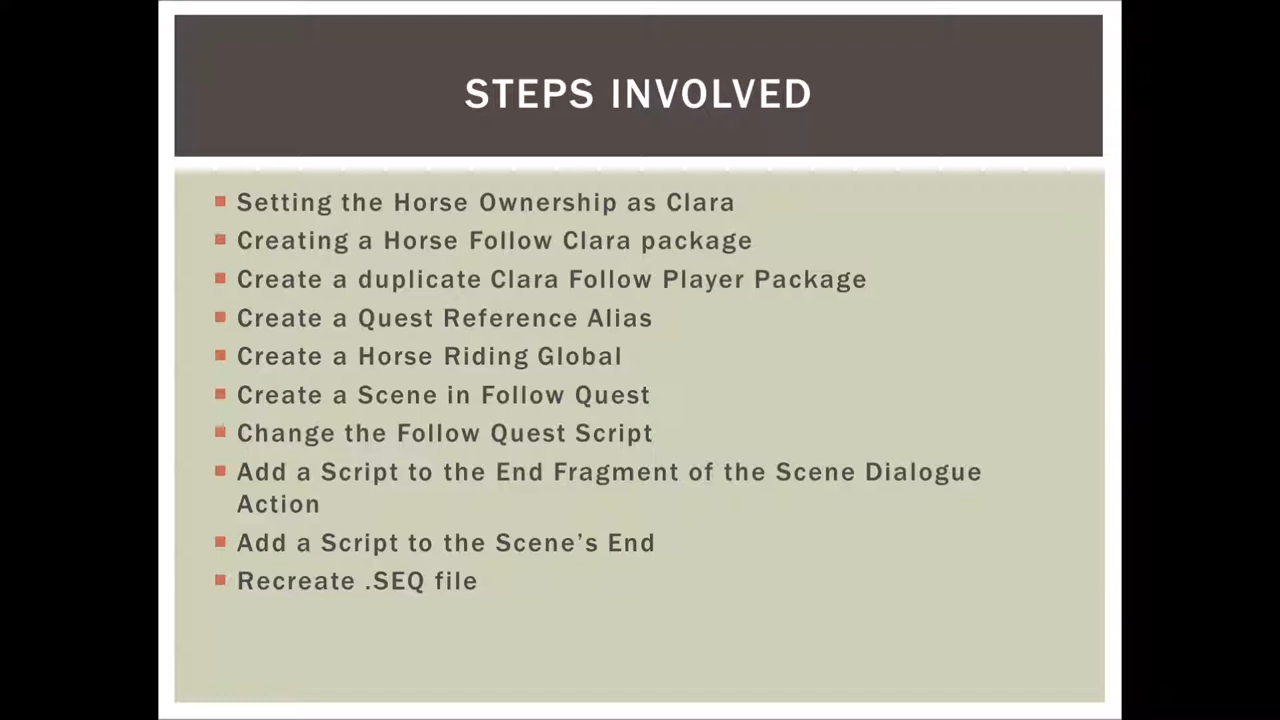 STEPS INVOLVED
Setting the Horse Ownership as Clara
Creating a Horse Follow Clara package
Create a duplicate Clara Follow Player Package
Create a Quest Reference Alias
Create a Horse Riding Global
Create a Scene in Follow Quest
Change the Follow Quest Script
Add a Script to the End Fragment of the Scene Dialogue
Action
Add a Script to the Scene’s End
Recreate .SEQ file